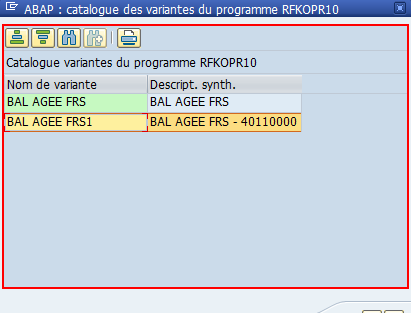 ABAP : catalogue des variantes du programme RFKOPR10
Catalogue variantes du programme RFKOPR10
Nom de variante Descript. synth.
BAL AGEE FRS BAL AGEE FRS
BAL AGEE FRS1 BAL AGEE FRS - 40110000